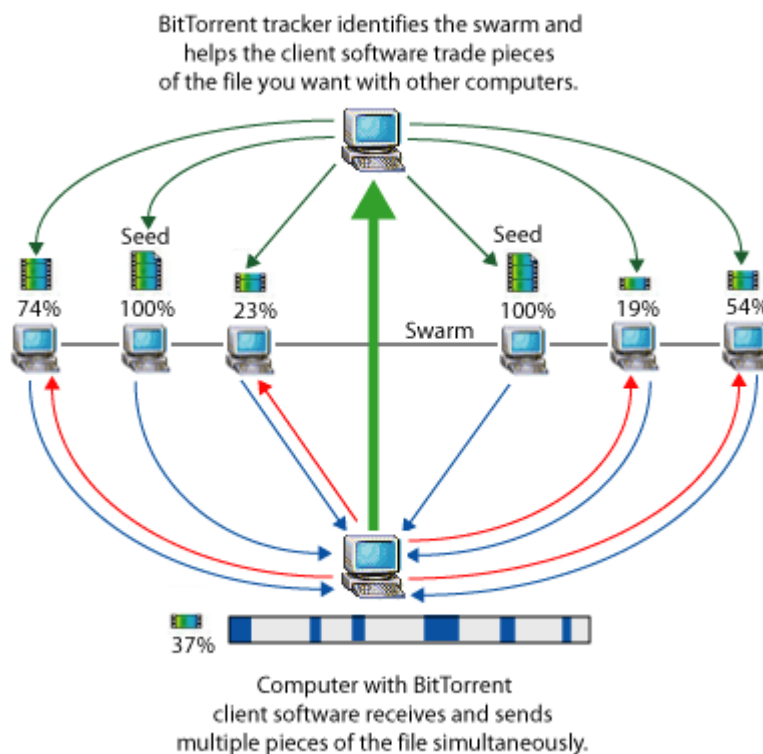 BitTorrent tracker identifies the swarm and
helps the client software trade pieces
of the file you want with other computers.
Seed
Seed
74%
100%
23%
100%
19%
54%
Swarm
37%
Computer with BitTorrent
client software receives and sends
multiple pieces of the file simultaneously.